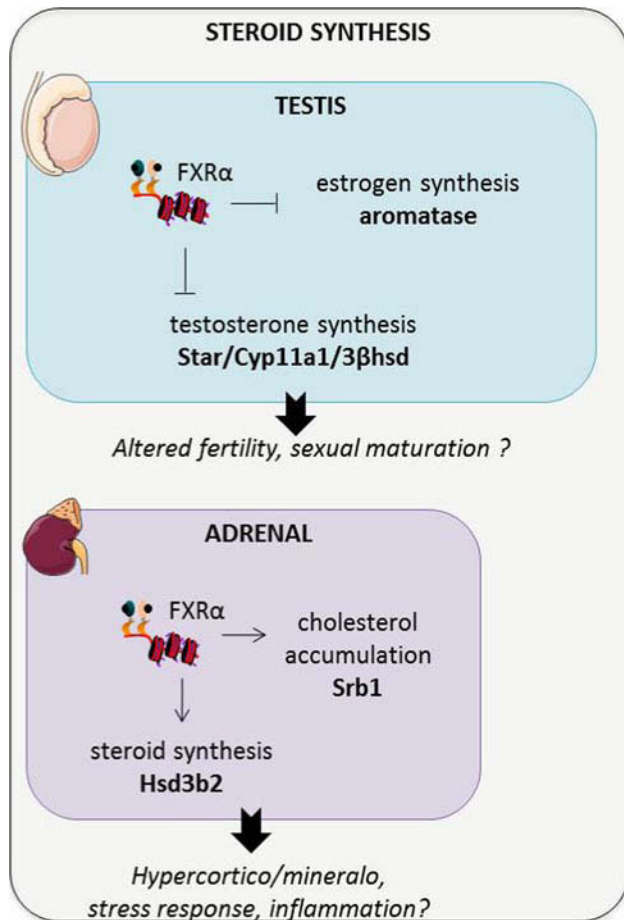 STEROID SYNTHESIS
TESTIS
FXRα
estrogen synthesis
aromatase
testosterone synthesis
Star/Cyp11a1/3βhsd
Altered fertility, sexual maturation ?
ADRENAL
FXRα
cholesterol
accumulation
Srb1
steroid synthesis
Hsd3b2
Hypercortico/mineralo,
stress response, inflammation?